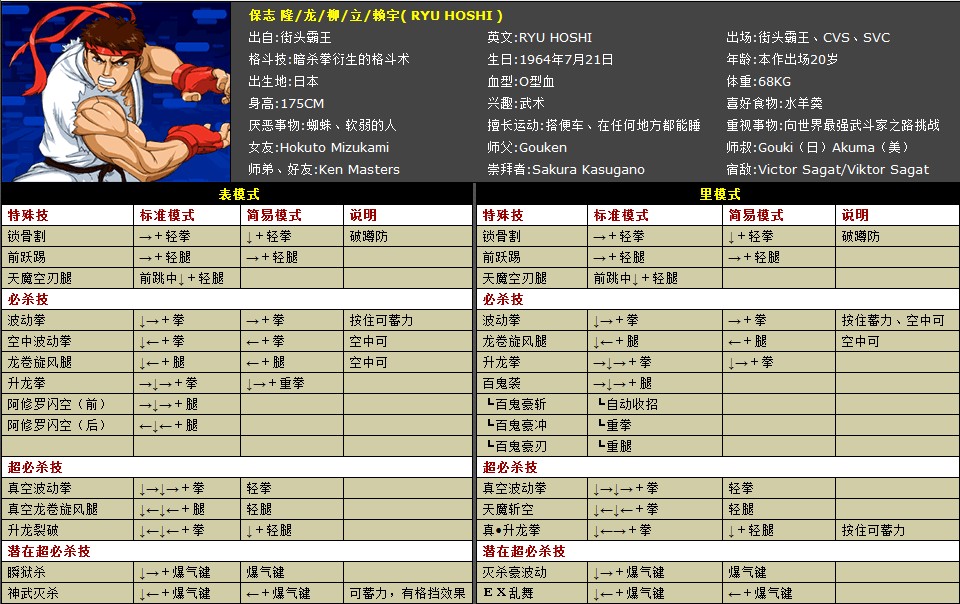 保志 隆/龙/柳/立/赖宇( RYU HOSHI )
出自:街头霸王 英文:RYU HOSHI 出场:街头霸王、CVS、SVC
格斗技:暗杀拳衍生的格斗术 生日:1964年7月21日 年龄:本作出场20岁
出生地:日本 血型:O型血 体重:68KG
身高:175CM 兴趣:武术 喜好食物:水羊羹
厌恶事物:蜘蛛、软弱的人 擅长运动:搭便车、在任何地方都能睡 重视事物:向世界最强武斗家之路挑战
女友:Hokuto Mizukami 师父:Gouken 师叔:Gouki（日）Akuma（美）
师弟、好友:Ken Masters 崇拜者:Sakura Kasugano 宿敌:Victor Sagat/Viktor Sagat
表模式
特殊技 标准模式 简易模式 说明
锁骨割 →＋轻拳 ↓＋轻拳 破蹲防
前跃踢 →＋轻腿 →＋轻腿
天魔空刃腿 前跳中↓＋轻腿
必杀技
波动拳 ↓→＋拳 →＋拳 按住可蓄力
空中波动拳 ↓←＋拳 ←＋拳 空中可
龙卷旋风腿 ↓←＋腿 ←＋腿 空中可
升龙拳 →↓→＋拳 ↓→＋重拳
阿修罗闪空（前） →↓→＋腿
阿修罗闪空（后） ←↓←＋腿
超必杀技
真空波动拳 ↓→↓→＋拳 轻拳
真空龙卷旋风腿 ↓←↓←＋腿 轻腿
升龙裂破 ↓←↓←＋拳 ↓＋轻腿
潜在超必杀技
瞬狱杀 ↓→＋爆气键 爆气键
神武灭杀 ↓←＋爆气键 ←＋爆气键 可蓄力，有格挡效果
里模式
特殊技 标准模式 简易模式 说明
锁骨割 →＋轻拳 ↓＋轻拳 破蹲防
前跃踢 →＋轻腿 →＋轻腿
天魔空刃腿 前跳中↓＋轻腿
必杀技
波动拳 ↓→＋拳 →＋拳 按住蓄力、空中可
龙卷旋风腿 ↓←＋腿 ←＋腿 空中可
升龙拳 →↓→＋拳 ↓→＋拳
百鬼袭 →↓→＋腿
┗百鬼豪斩 ┗自动收招
┗百鬼豪冲 ┗重拳
┗百鬼豪刃 ┗重腿
超必杀技
真空波动拳 ↓→↓→＋拳 轻拳
天魔斩空 ↓←↓←＋拳 轻腿
真●升龙拳 ↓←→→＋拳 ↓＋轻腿 按住可蓄力
潜在超必杀技
灭杀豪波动 ↓→＋爆气键 爆气键
ＥＸ乱舞 ↓←＋爆气键 ←＋爆气键